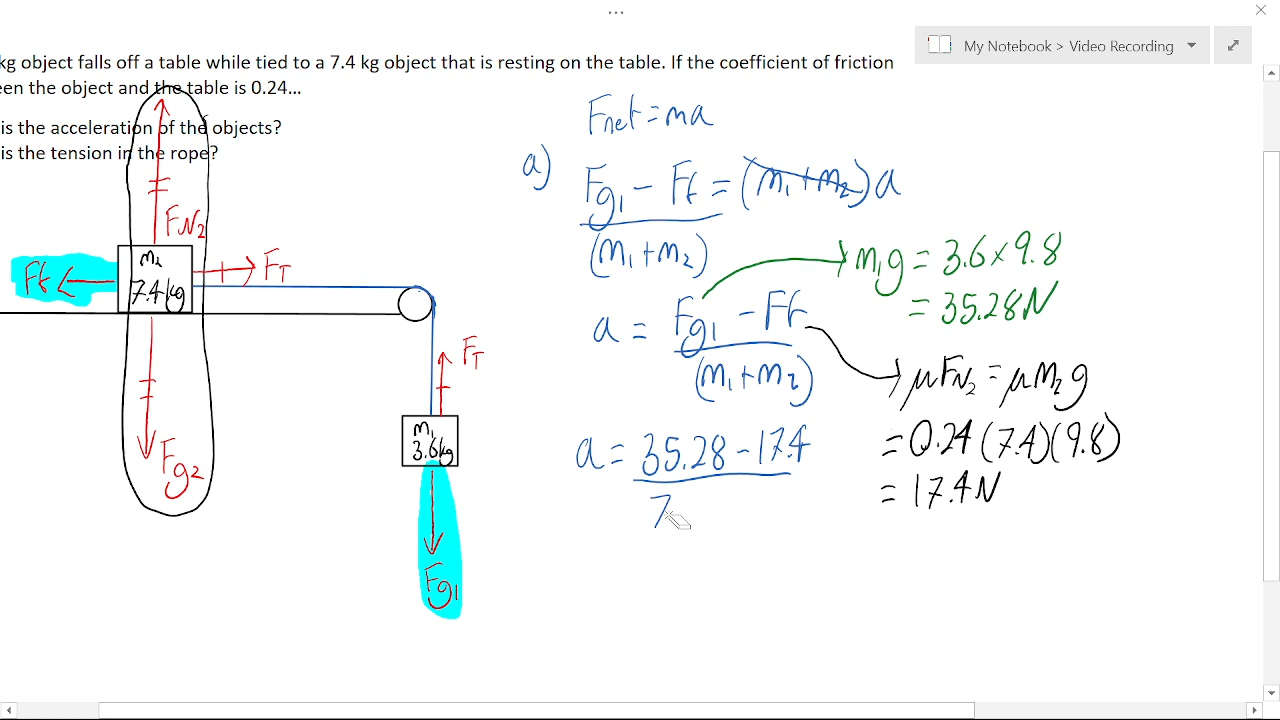 My Notebook > Video Recording
kg object falls off a table while tied to a 7.4 kg object that is resting on the table. If the coefficient of friction
een the object and the table is 0.24...
is the acceleration of the objects?
is the tension in the rope?
Fnet = ma
a) Fg1 - Ff = (m1 + m2) a
(m1 + m2)
m1g = 3.6 × 9.8
= 35.28N
a = Fg1 - Ff
(m1 + m2)
μFN2 = μm2g
= 0.24 (7.4)(9.8)
= 17.4N
a = 35.28 - 17.4
7
FN2
Ff
m2
7.4 kg
FT
FT
m1
3.6kg
Fg2
Fg1